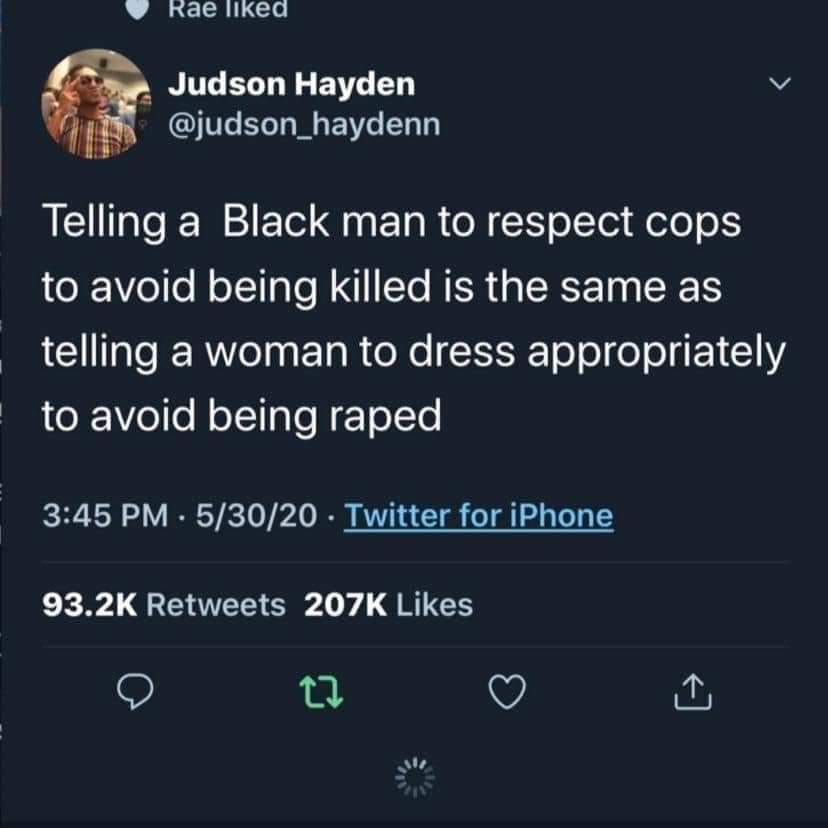 Rae liked
Judson Hayden
@judson_haydenn
Telling a Black man to respect cops
to avoid being killed is the same as
telling a woman to dress appropriately
to avoid being raped
3:45 PM · 5/30/20 · Twitter for iPhone
93.2K Retweets 207K Likes